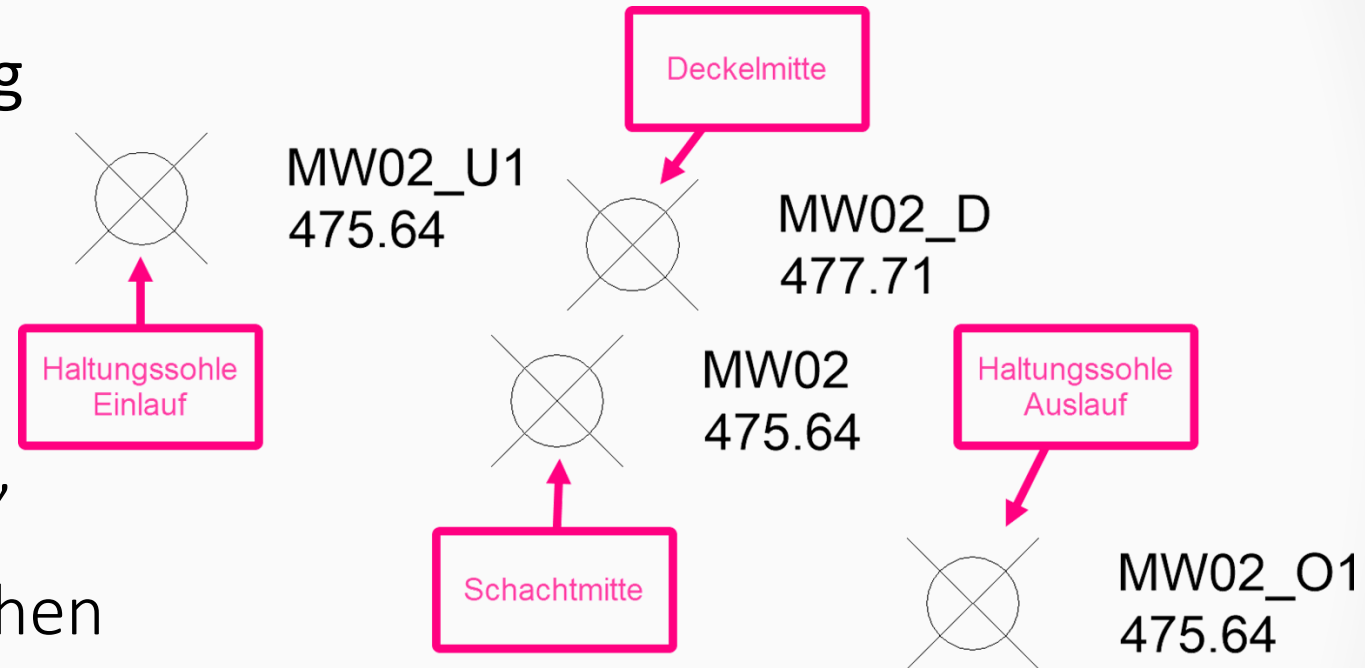 g
Deckelmitte
MW02_U1
475.64
MW02_D
477.71
Haltungssohle
Einlauf
MW02
475.64
Haltungssohle
Auslauf
,
hen
Schachtmitte
MW02_O1
475.64